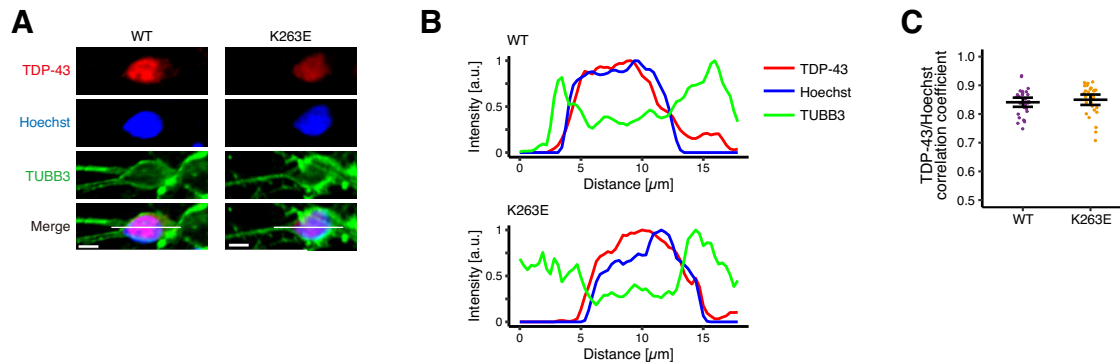 A
WT
K263E
TDP-43
Hoechst
TUBB3
Merge
B
WT
Intensity [a.u.]
1
0.5
0
0
5
10
15
Distance [µm]
TDP-43
Hoechst
TUBB3
K263E
Intensity [a.u.]
1
0.5
0
0
5
10
15
Distance [µm]
C
TDP-43/Hoechst
correlation coefficient
1.0
0.9
0.8
0.7
0.6
0.5
WT
K263E